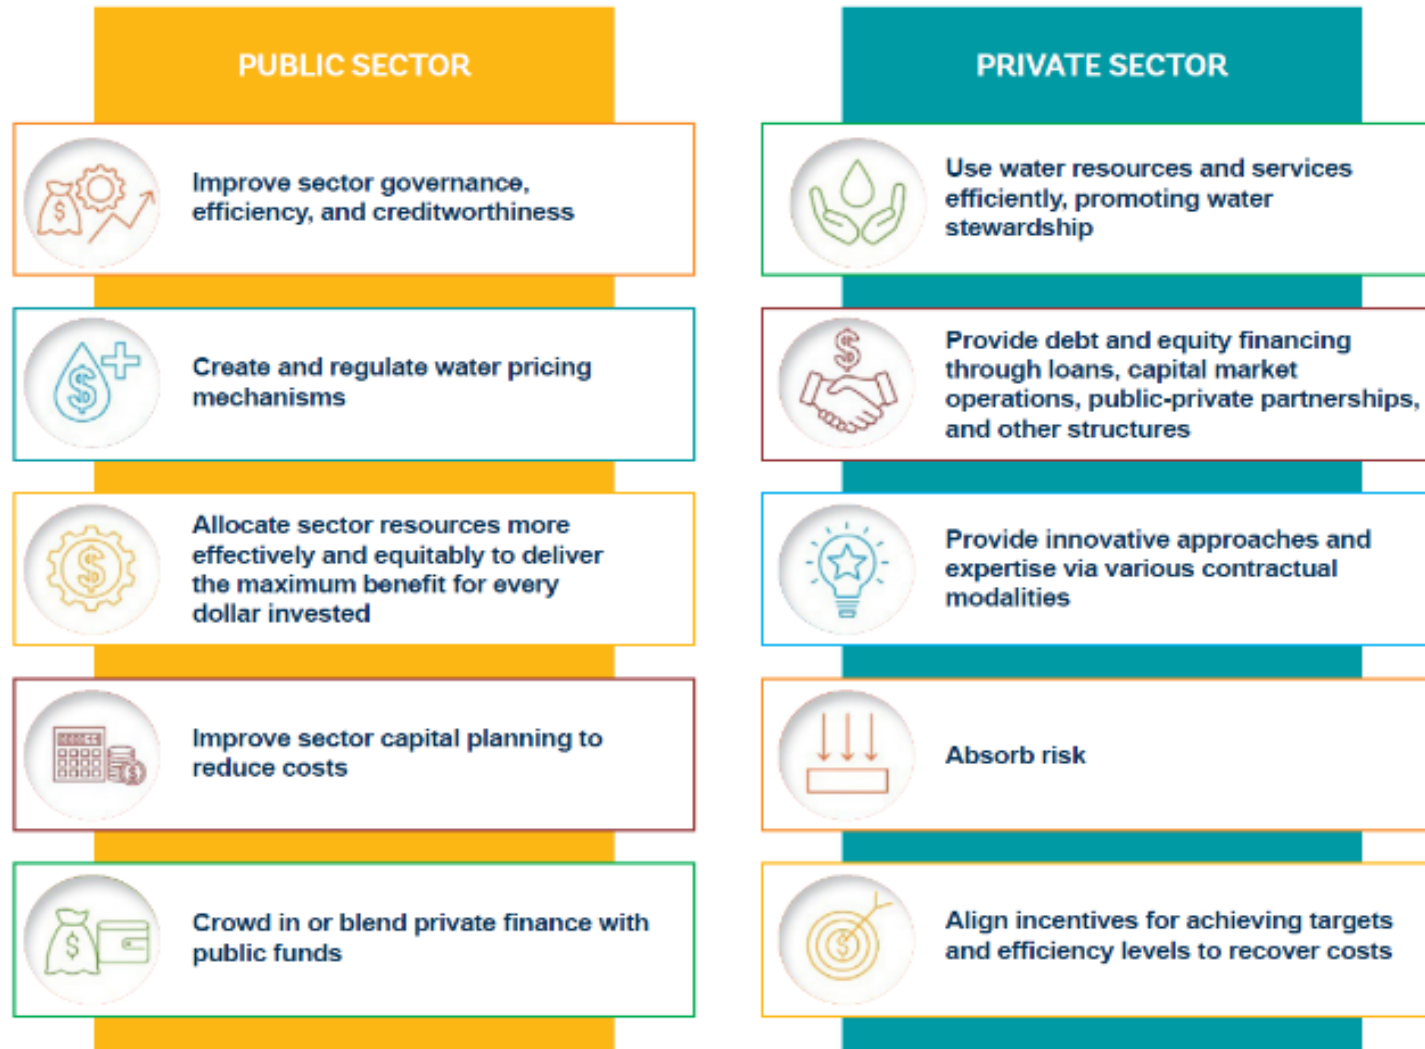 PUBLIC SECTOR
Improve sector governance,
efficiency, and creditworthiness
Create and regulate water pricing
mechanisms
Allocate sector resources more
effectively and equitably to deliver
the maximum benefit for every
dollar invested
Improve sector capital planning to
reduce costs
Crowd in or blend private finance with
public funds
PRIVATE SECTOR
Use water resources and services
efficiently, promoting water
stewardship
Provide debt and equity financing
through loans, capital market
operations, public-private partnerships,
and other structures
Provide innovative approaches and
expertise via various contractual
modalities
Absorb risk
Align incentives for achieving targets
and efficiency levels to recover costs